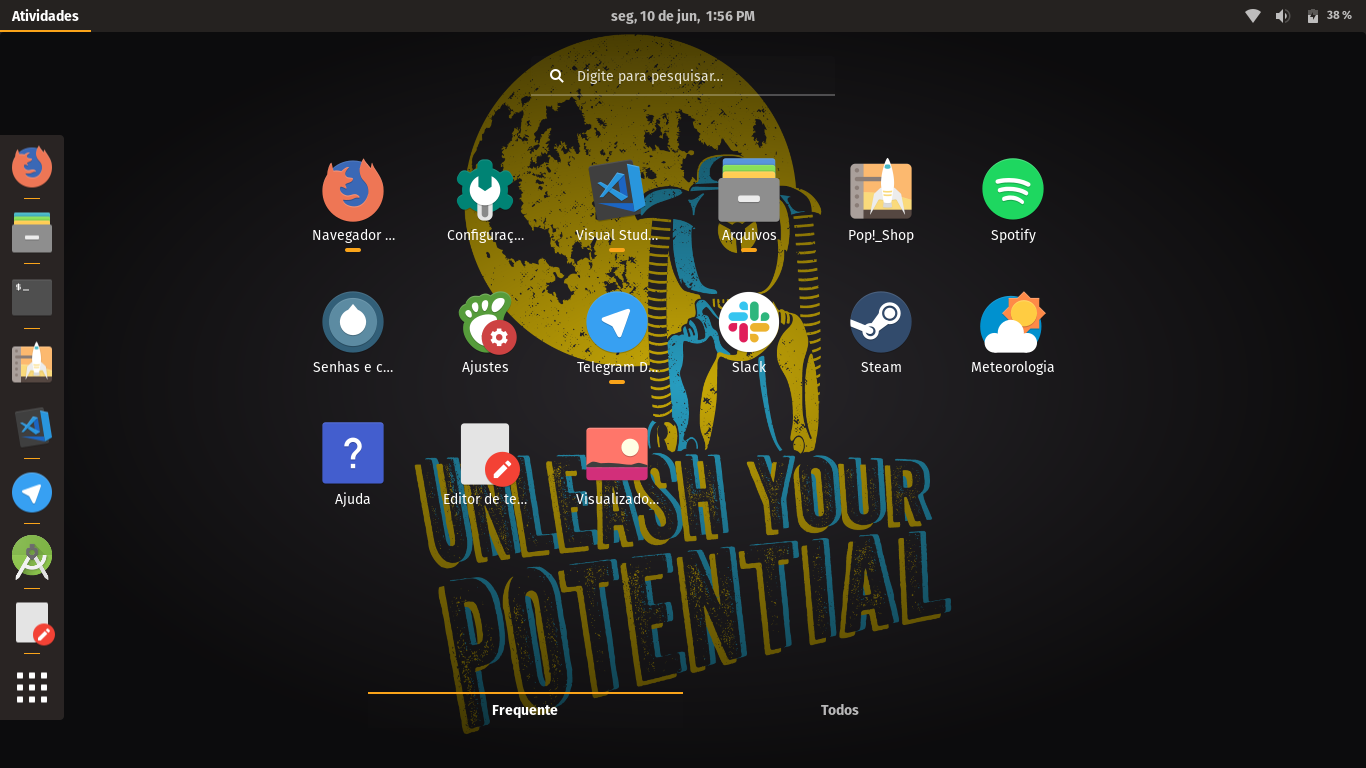 Atividades
seg, 10 de jun, 1:56 PM
38 %
Digite para pesquisar...
$_
Navegador ...
Configuraç...
Visual Stud...
Arquivos
Pop!_Shop
Spotify
Senhas e c...
Ajustes
Telegram D...
Slack
Steam
Meteorologia
?
Ajuda
Editor de te...
Visualizado...
UNLEASH YOUR
POTENTIAL
Frequente
Todos